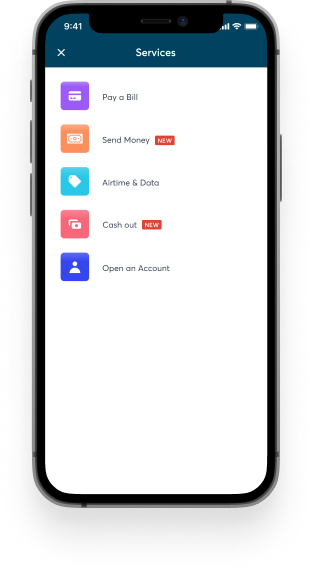 9:41
Services
Pay a Bill
Send Money NEW
Airtime & Data
Cash out NEW
Open an Account